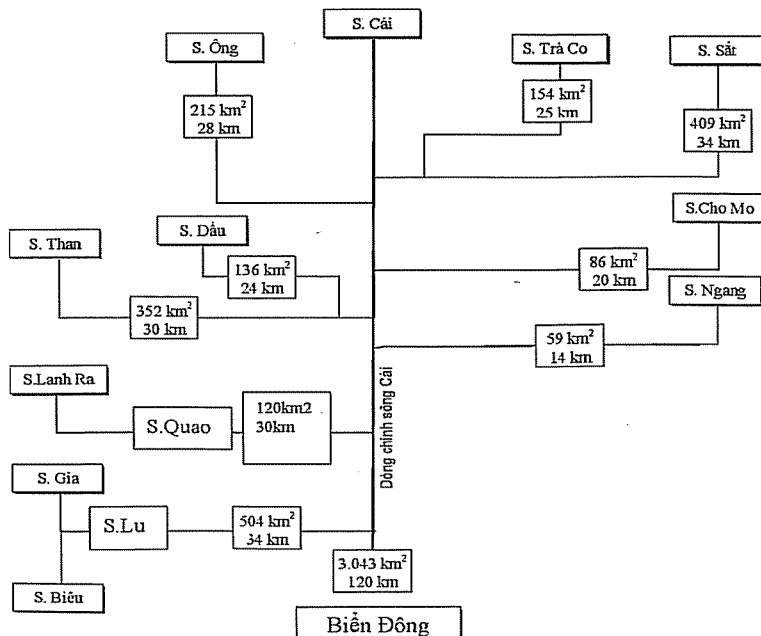 S. Cái
S. Ông
S. Trà Co
S. Sắt
215 km²
28 km
154 km²
25 km
409 km²
34 km
S.Cho Mo
S. Than
S. Dầu
136 km²
24 km
86 km²
20 km
S. Ngang
352 km²
30 km
59 km²
14 km
S.Lanh Ra
S.Quao
120km2
30km
Dòng chính sông Cái
S. Gia
S.Lu
504 km²
34 km
3.043 km²
120 km
S. Biêu
Biển Đông